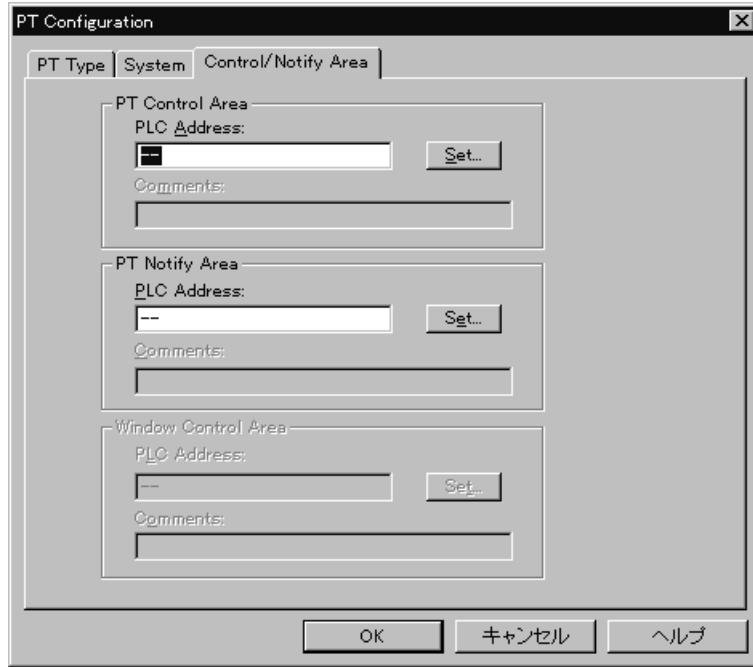 PT Configuration
PT Type System Control/Notify Area
PT Control Area
PLC Address:
--
Set...
Comments:
PT Notify Area
PLC Address:
--
Set...
Comments:
Window Control Area
PLC Address:
--
Set...
Comments:
OK キャンセル ヘルプ